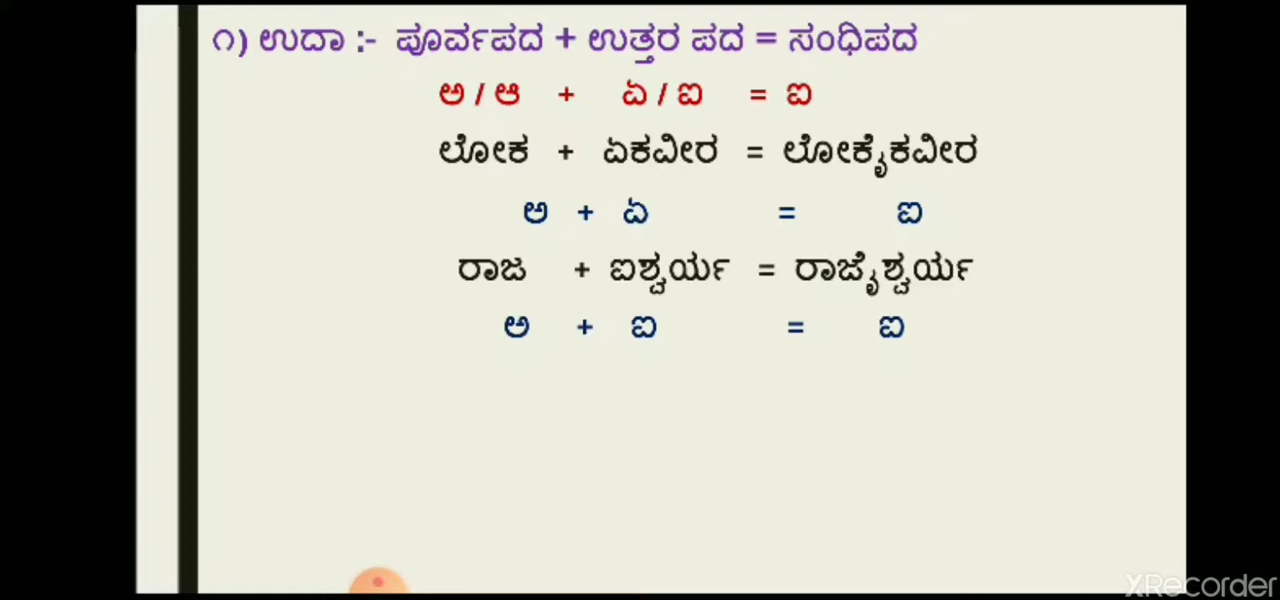 ೧) ಉದಾ :- ಪೂರ್ವಪದ + ಉತ್ತರ ಪದ = ಸಂಧಿಪದ
ಅ / ಆ + ಏ / ಐ = ಐ
ಲೋಕ + ಏಕವೀರ = ಲೋಕೈಕವೀರ
ಅ + ಏ = ಐ
ರಾಜ + ಐಶ್ವರ್ಯ = ರಾಜೈಶ್ವರ್ಯ
ಅ + ಐ = ಐ
XRecorder